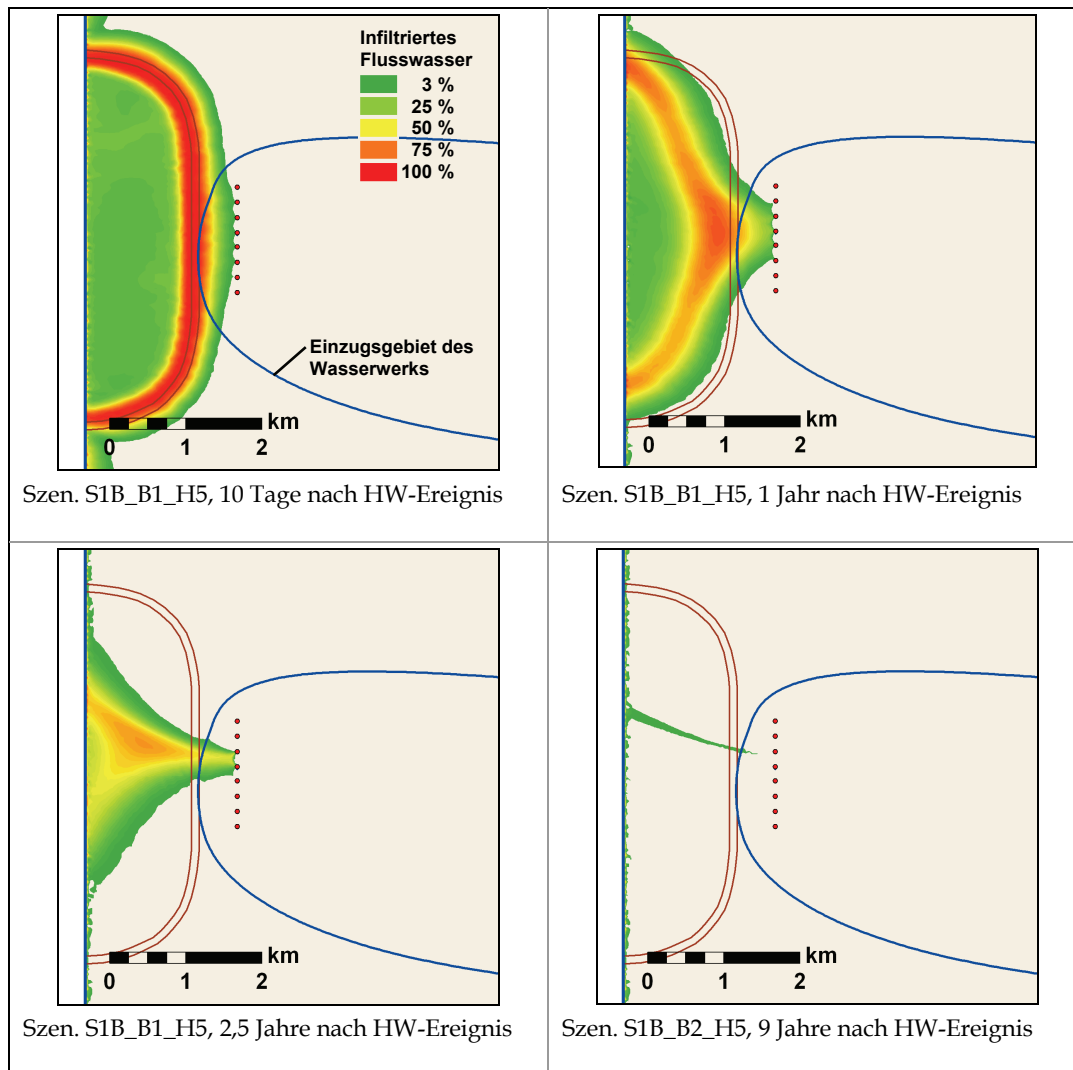 Infiltriertes
Flusswasser
3 %
25 %
50 %
75 %
100 %
Einzugsgebiet des
Wasserwerks
km
0 1 2
Szen. S1B_B1_H5, 10 Tage nach HW-Ereignis
km
0 1 2
Szen. S1B_B1_H5, 1 Jahr nach HW-Ereignis
km
0 1 2
Szen. S1B_B1_H5, 2,5 Jahre nach HW-Ereignis
km
0 1 2
Szen. S1B_B2_H5, 9 Jahre nach HW-Ereignis